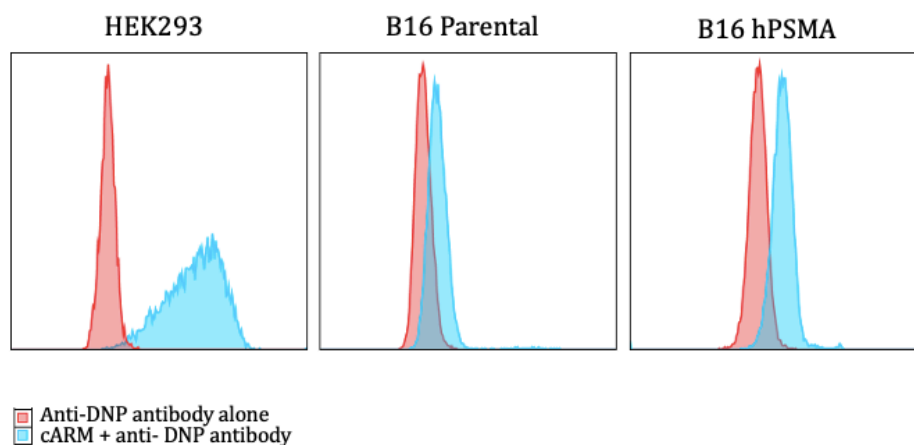 HEK293
B16 Parental
B16 hPSMA
Anti-DNP antibody alone
cARM + anti- DNP antibody